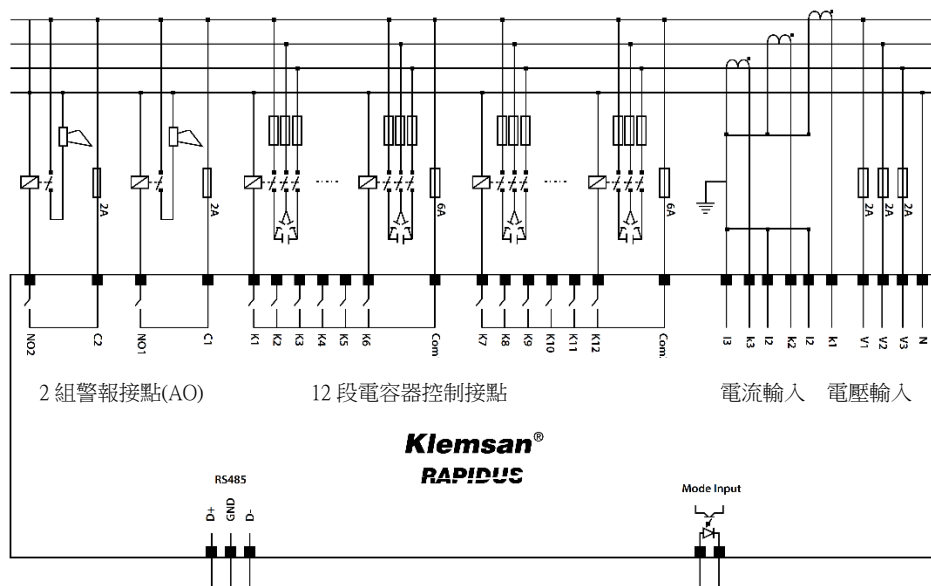 2A
2A
6A
6A
2A
2A
2A
NO2
C2
NO1
C1
K1
K2
K3
K4
K5
K6
Com
K7
K8
K9
K10
K11
K12
Com
l3
k3
l2
k2
l2
k1
V1
V2
V3
N
2 組警報接點(AO)
12 段電容器控制接點
電流輸入
電壓輸入
Klemsan®
RAPIDUS
RS485
D+
GND
D-
Mode Input